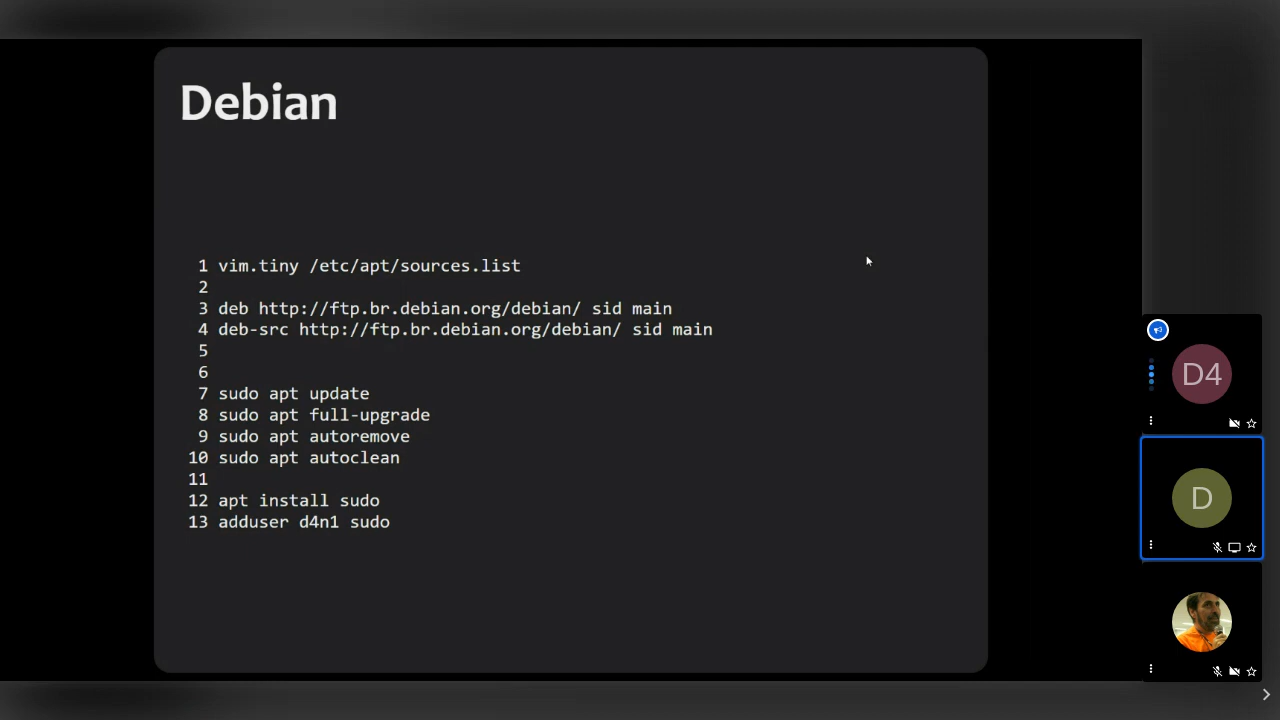 Debian
1 vim.tiny /etc/apt/sources.list
2
3 deb http://ftp.br.debian.org/debian/ sid main
4 deb-src http://ftp.br.debian.org/debian/ sid main
5
6
7 sudo apt update
8 sudo apt full-upgrade
9 sudo apt autoremove
10 sudo apt autoclean
11
12 apt install sudo
13 adduser d4n1 sudo
D4
D